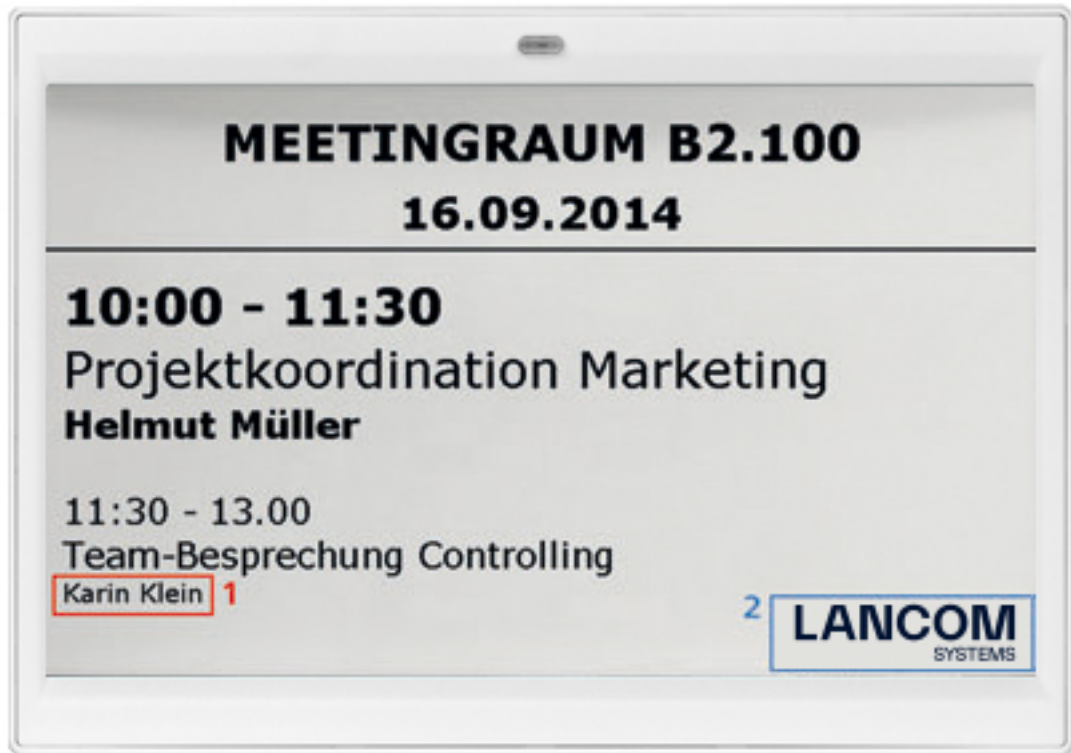 MEETINGRAUM B2.100
16.09.2014
10:00 - 11:30
Projektkoordination Marketing
Helmut Müller
11:30 - 13.00
Team-Besprechung Controlling
Karin Klein 1
2 LANCOM
SYSTEMS